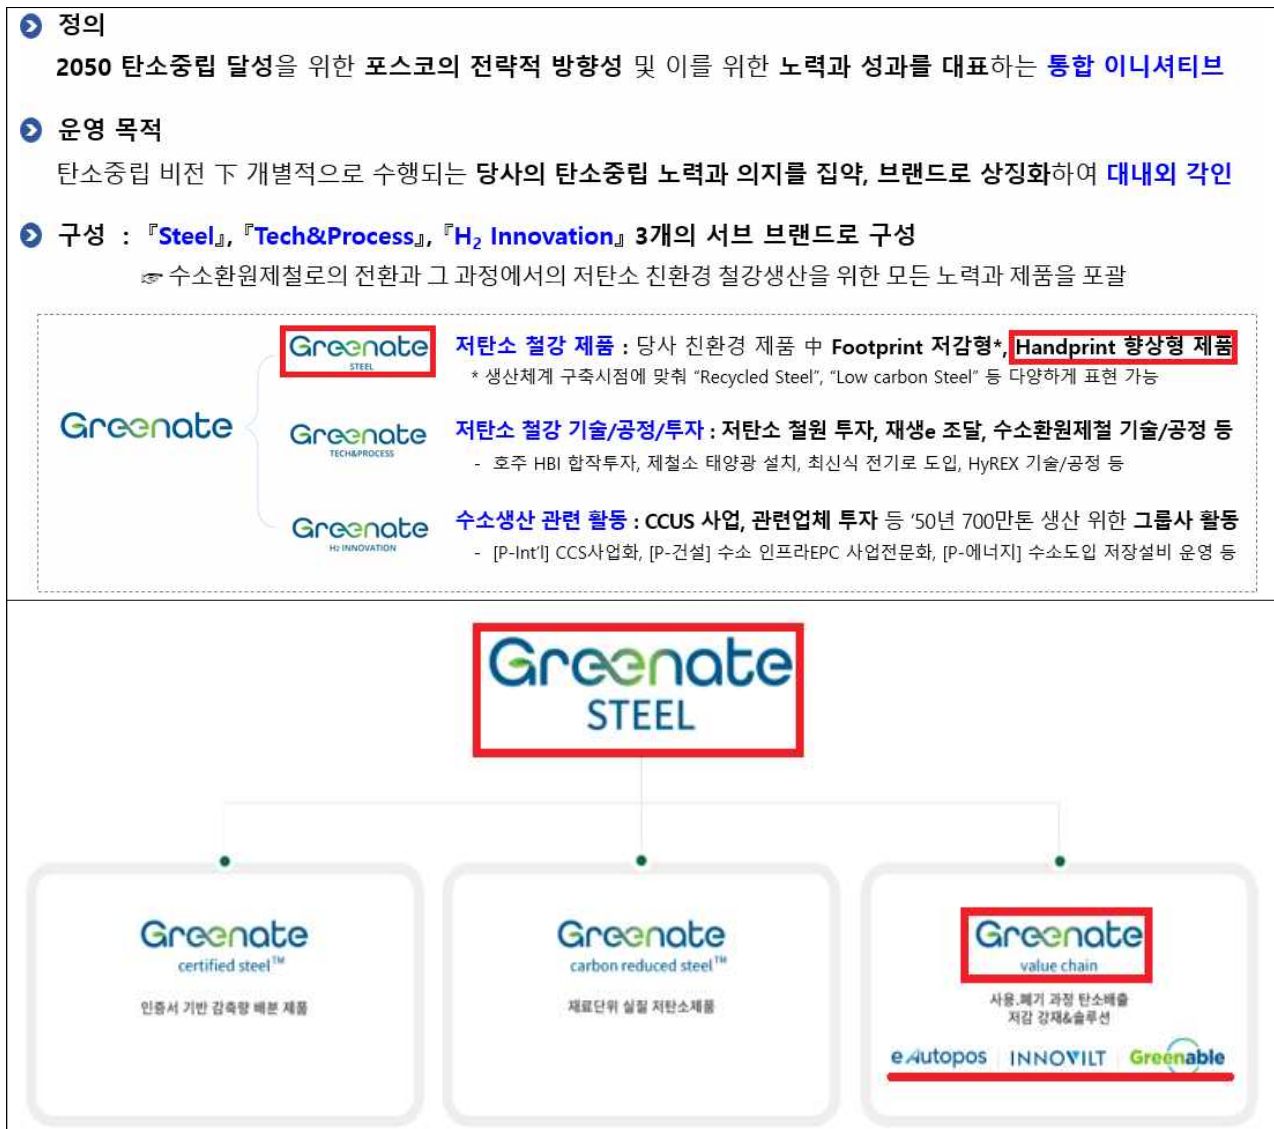 정의
2050 탄소중립 달성을 위한 포스코의 전략적 방향성 및 이를 위한 노력과 성과를 대표하는 통합 이니셔티브
운영 목적
탄소중립 비전 下 개별적으로 수행되는 당사의 탄소중립 노력과 의지를 집약, 브랜드로 상징화하여 대내외 각인
구성 : 『Steel』, 『Tech&Process』, 『H₂ Innovation』 3개의 서브 브랜드로 구성
☞ 수소환원제철로의 전환과 그 과정에서의 저탄소 친환경 철강생산을 위한 모든 노력과 제품을 포괄
Greenate
Greenate
STEEL
저탄소 철강 제품 : 당사 친환경 제품 中 Footprint 저감형*, Handprint 향상형 제품
* 생산체계 구축시점에 맞춰 “Recycled Steel”, “Low carbon Steel” 등 다양하게 표현 가능
Greenate
TECH&PROCESS
저탄소 철강 기술/공정/투자 : 저탄소 철원 투자, 재생e 조달, 수소환원제철 기술/공정 등
- 호주 HBI 합작투자, 제철소 태양광 설치, 최신식 전기로 도입, HyREX 기술/공정 등
Greenate
H₂ INNOVATION
수소생산 관련 활동 : CCUS 사업, 관련업체 투자 등 ‘50년 700만톤 생산 위한 그룹사 활동
- [P-Int’l] CCS사업화, [P-건설] 수소 인프라EPC 사업전문화, [P-에너지] 수소도입 저장설비 운영 등
Greenate
STEEL
Greenate
certified steel™
인증서 기반 감축량 배분 제품
Greenate
carbon reduced steel™
재료단위 실질 저탄소제품
Greenate
value chain
사용.폐기 과정 탄소배출
저감 강재&솔루션
e Autopos INNOVILT Greenable